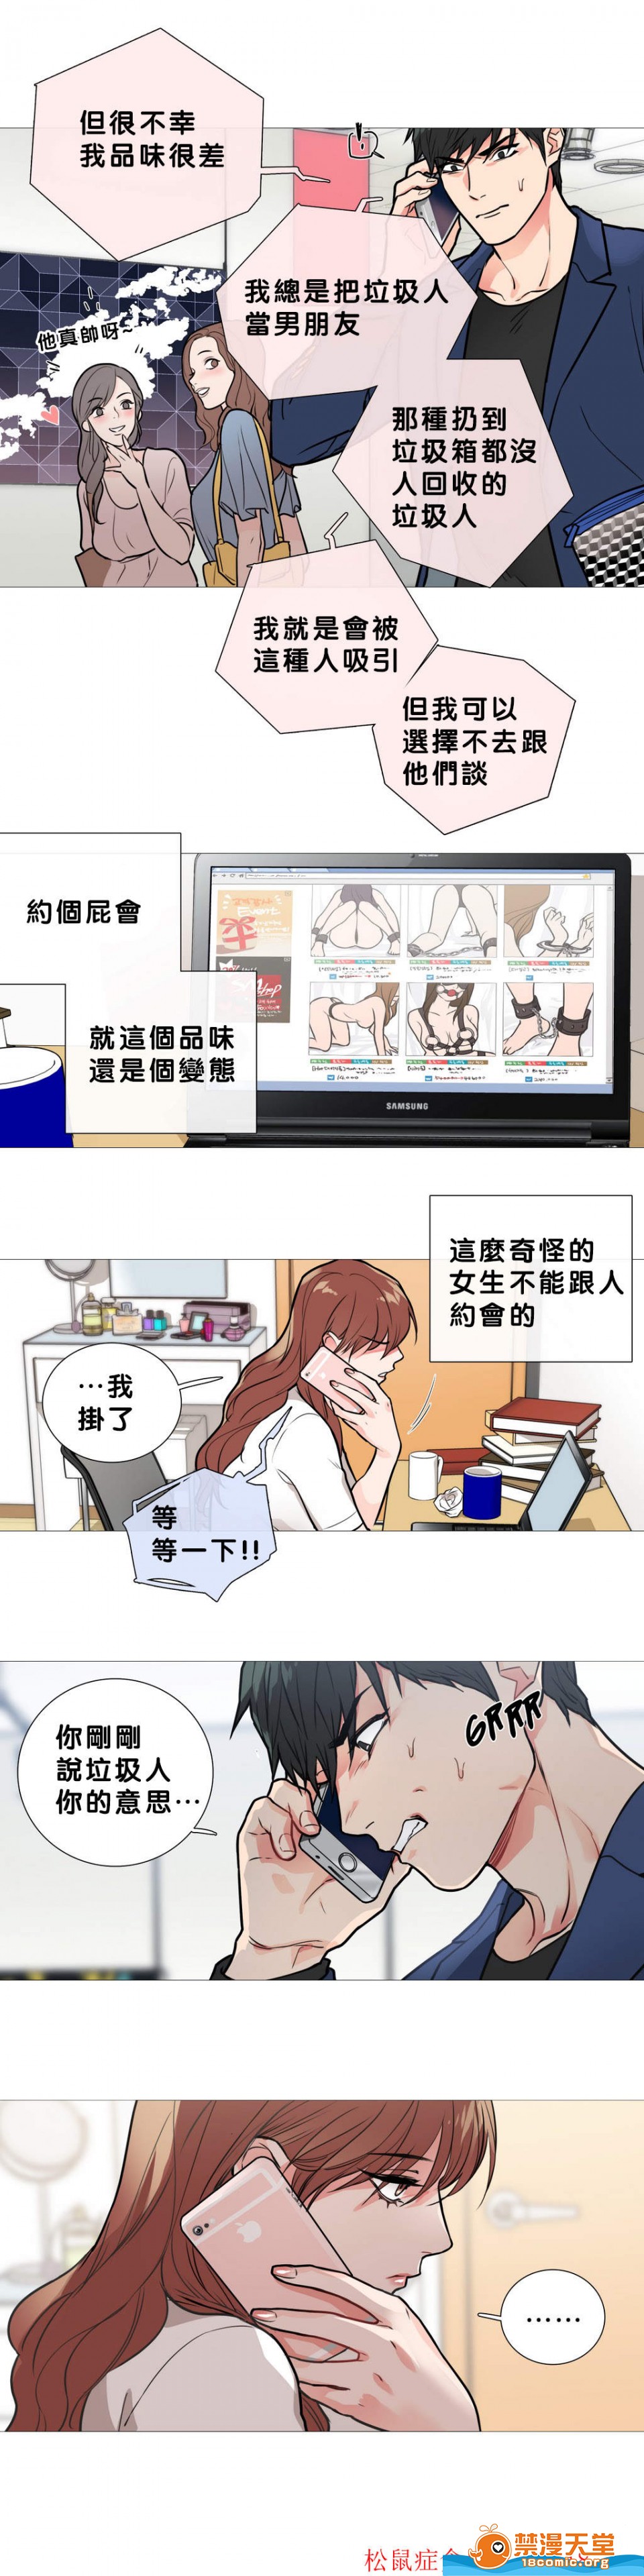 但很不幸
我品味很差
我總是把垃圾人
當男朋友
他真帥呀~
那種扔到
垃圾箱都沒
人回收的
垃圾人
我就是會被
這種人吸引
但我可以
選擇不去跟
他們談
約個屁會
就這個品味
還是個變態
Event
SAMSUNG
這麼奇怪的
女生不能跟人
約會的
…我
掛了
等
等一下!!
GRRR
你剛剛
說垃圾人
你的意思…
……
松鼠症
禁漫天堂
18comic.org